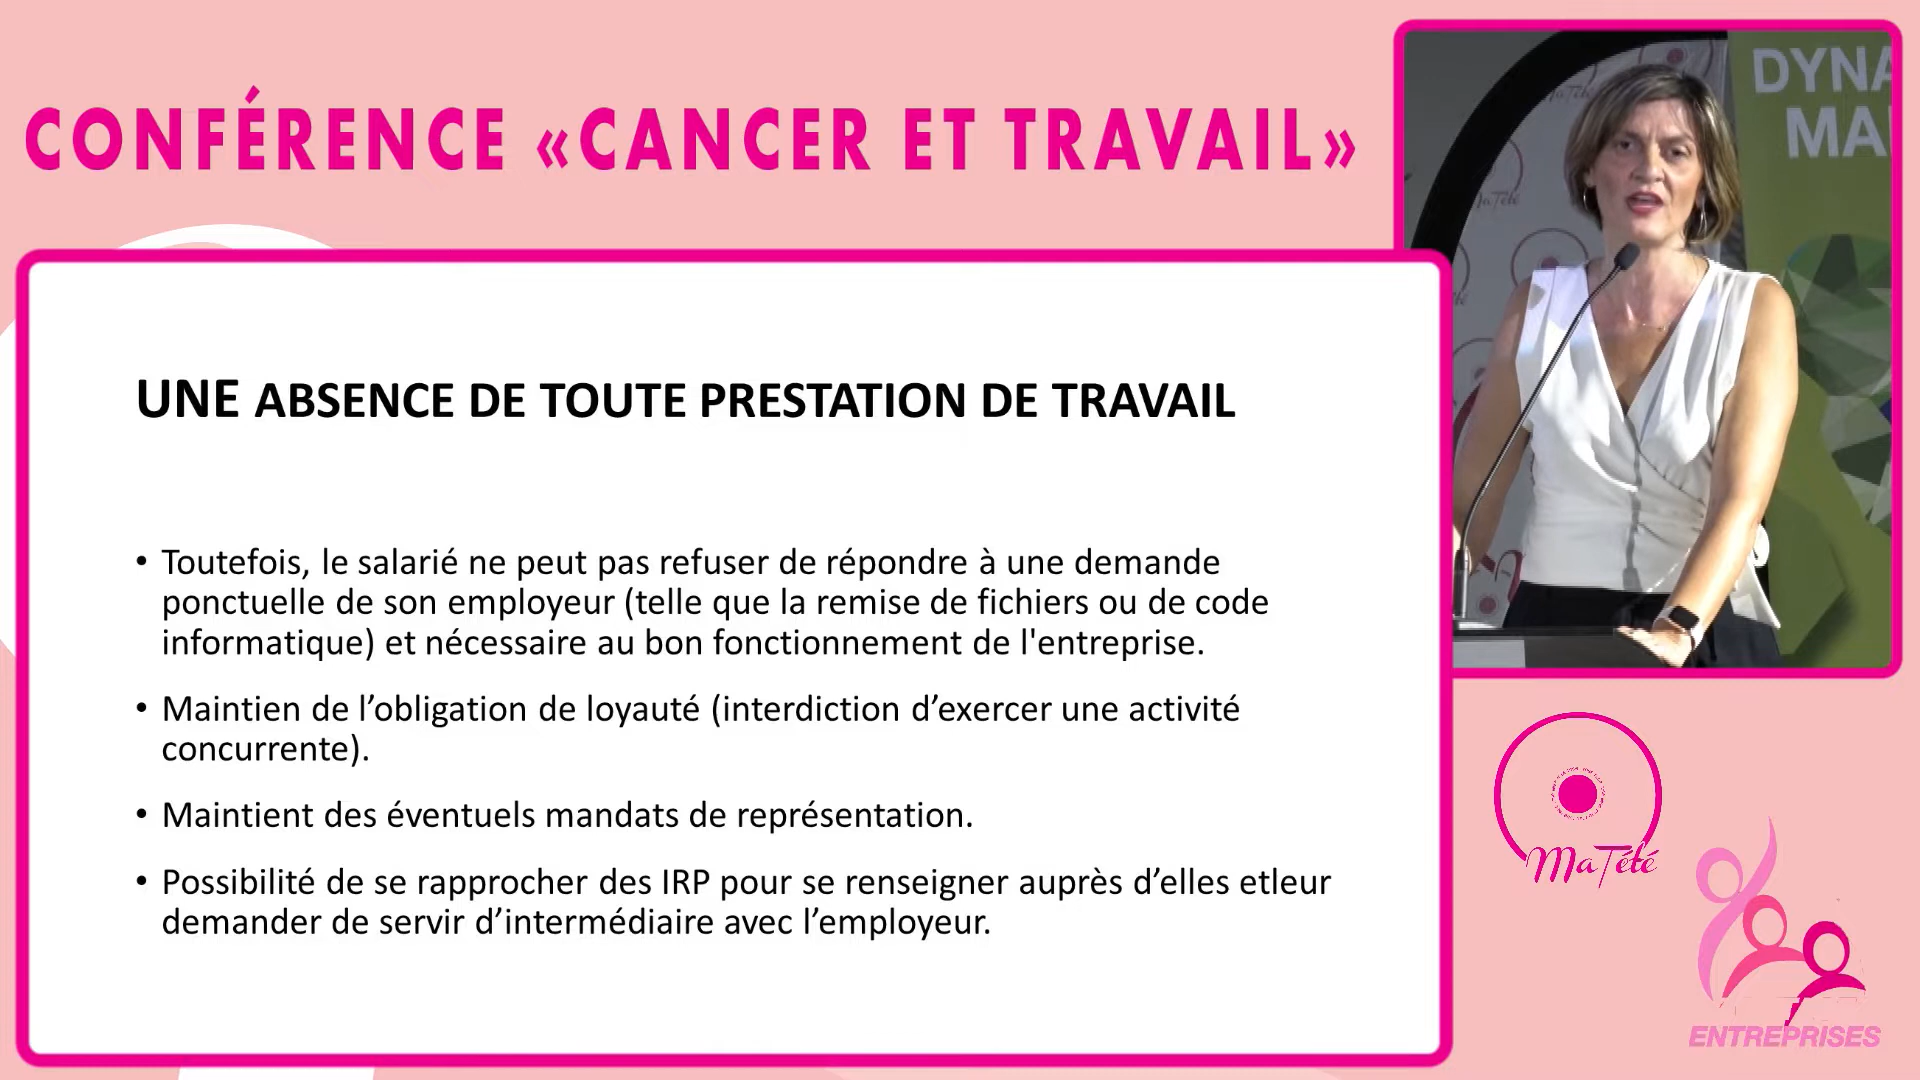 CONFÉRENCE «CANCER ET TRAVAIL»
DYNA
MA
UNE ABSENCE DE TOUTE PRESTATION DE TRAVAIL
• Toutefois, le salarié ne peut pas refuser de répondre à une demande
ponctuelle de son employeur (telle que la remise de fichiers ou de code
informatique) et nécessaire au bon fonctionnement de l'entreprise.
• Maintien de l’obligation de loyauté (interdiction d’exercer une activité
concurrente).
• Maintient des éventuels mandats de représentation.
• Possibilité de se rapprocher des IRP pour se renseigner auprès d’elles etleur
demander de servir d’intermédiaire avec l’employeur.
MaTété
ENTREPRISES